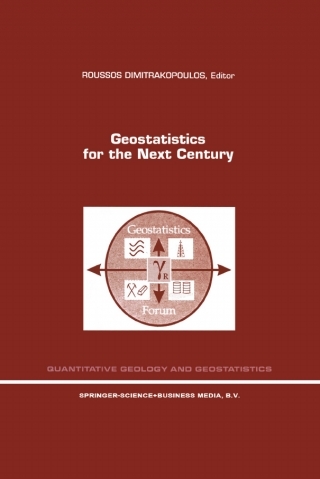 ROUSSOS DIMITRAKOPOULOS, Editor
Geostatistics
for the Next Century
Geostatistics
γR
Forum
QUANTITATIVE GEOLOGY AND GEOSTATISTICS
SPRINGER-SCIENCE+BUSINESS MEDIA, B.V.